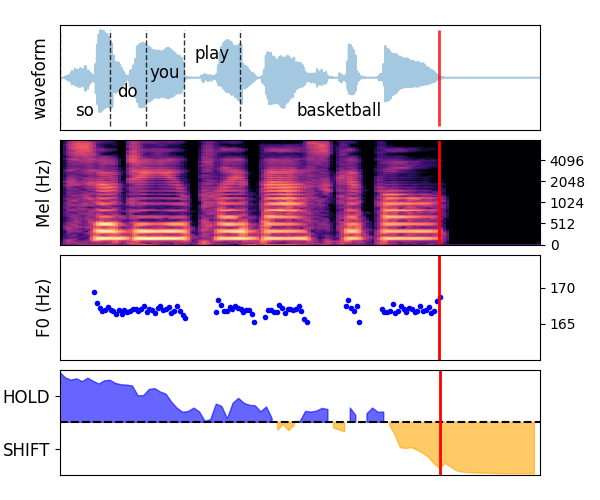 waveform
so
do
you
play
basketball
Mel (Hz)
4096
2048
1024
512
0
F0 (Hz)
170
165
HOLD
SHIFT